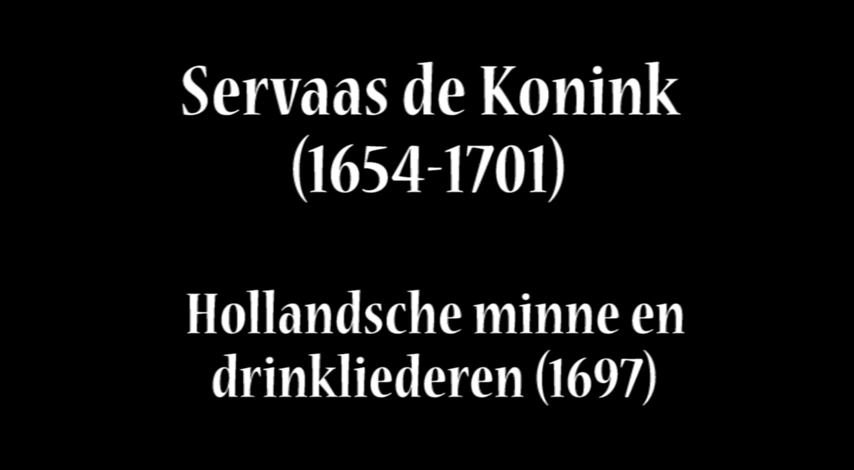 Servaas de Konink
(1654-1701)
Hollandsche minne en
drinkliederen (1697)